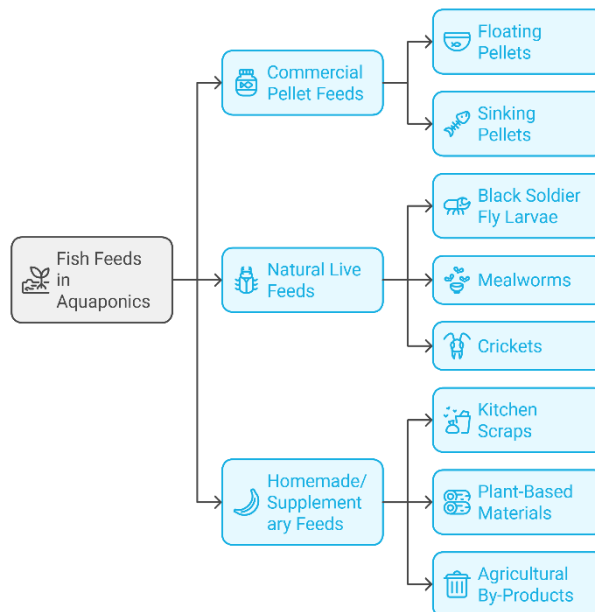 Floating
Pellets
Commercial
Pellet Feeds
Sinking
Pellets
Black Soldier
Fly Larvae
Fish Feeds
in
Aquaponics
Natural Live
Feeds
Mealworms
Crickets
Kitchen
Scraps
Homemade/
Supplement
ary Feeds
Plant-Based
Materials
Agricultural
By-Products